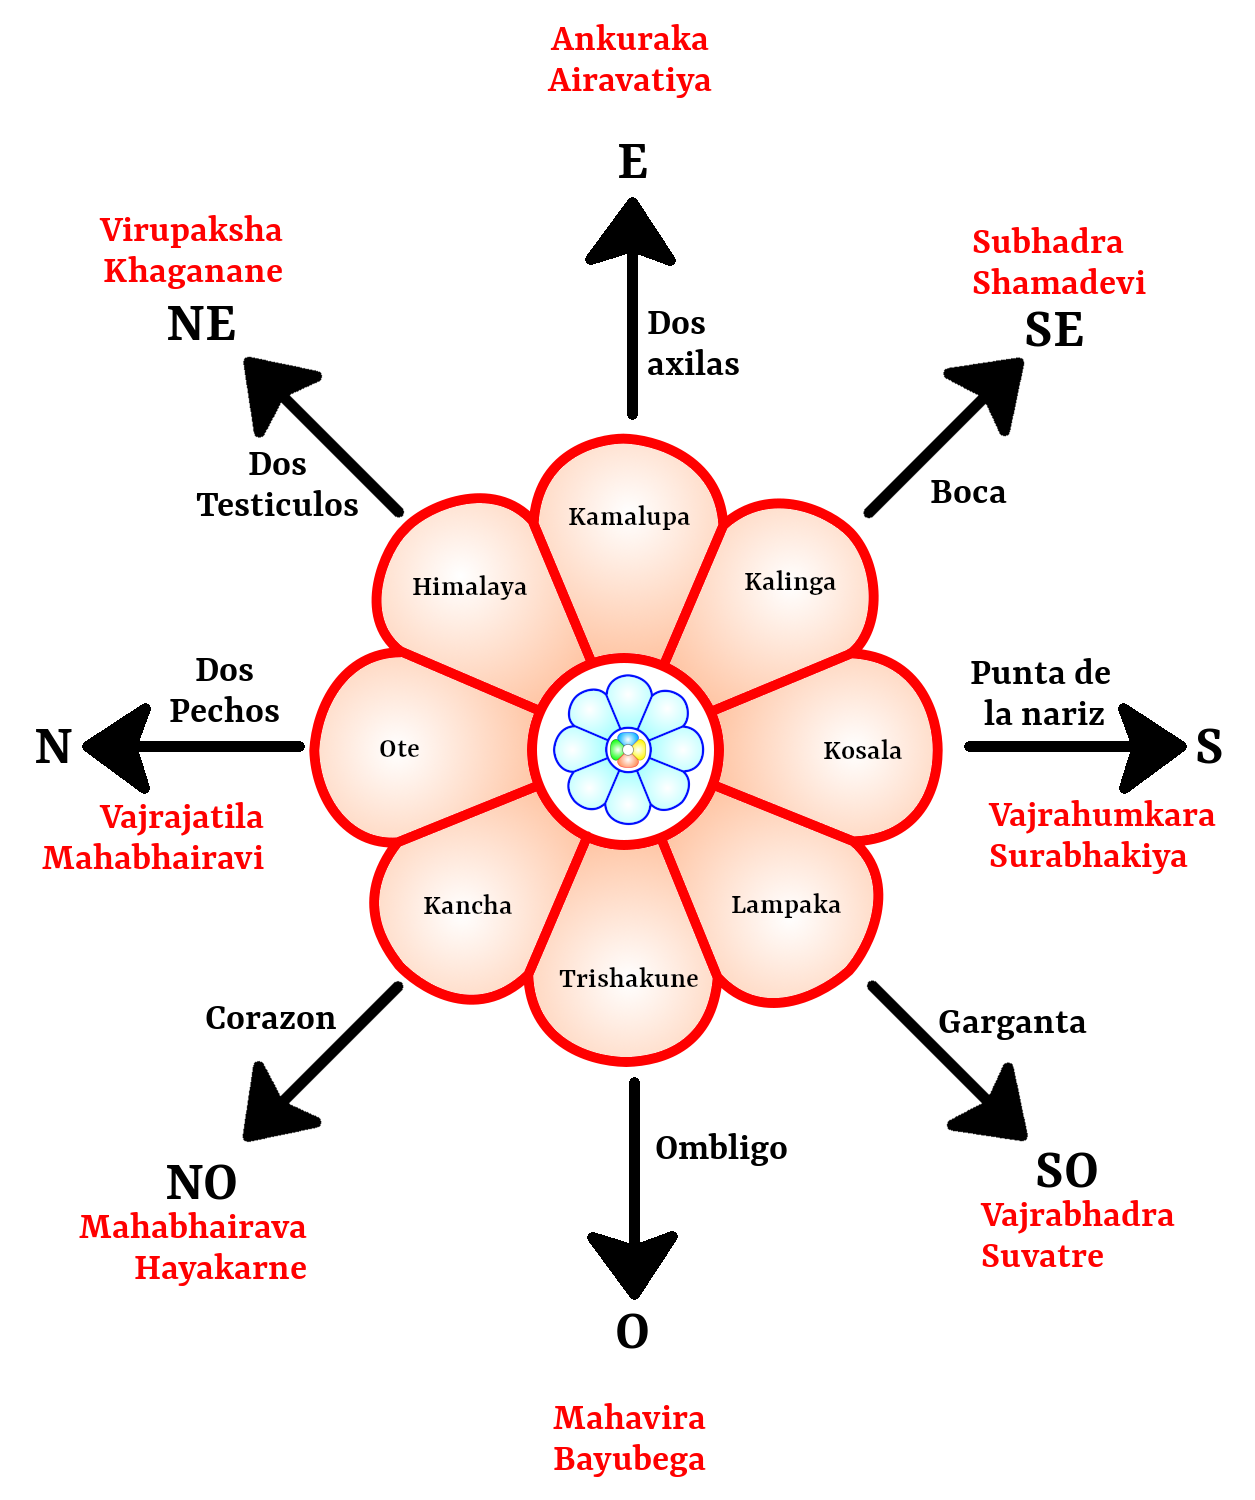 Ankuraka
Airavatiya
E
Virupaksha
Khaganane
NE
Subhadra
Shamadevi
SE
Dos
axilas
Dos
Testiculos
Boca
Kamalupa
Himalaya
Kalinga
Dos
Pechos
N
Vajrajatila
Mahabhairavi
Ote
Kosala
Punta de
la nariz
S
Vajrahumkara
Surabhakiya
Kancha
Lampaka
Trishakune
Corazon
NO
Mahabhairava
Hayakarne
Garganta
SO
Vajrabhadra
Suvatre
Ombligo
O
Mahavira
Bayubega